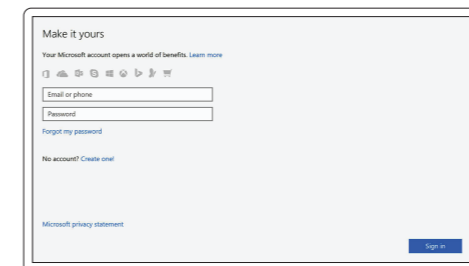 Make it yours
Your Microsoft account opens a world of benefits. Learn more
Email or phone
Password
Forgot my password
No account? Create one!
Microsoft privacy statement
Sign in